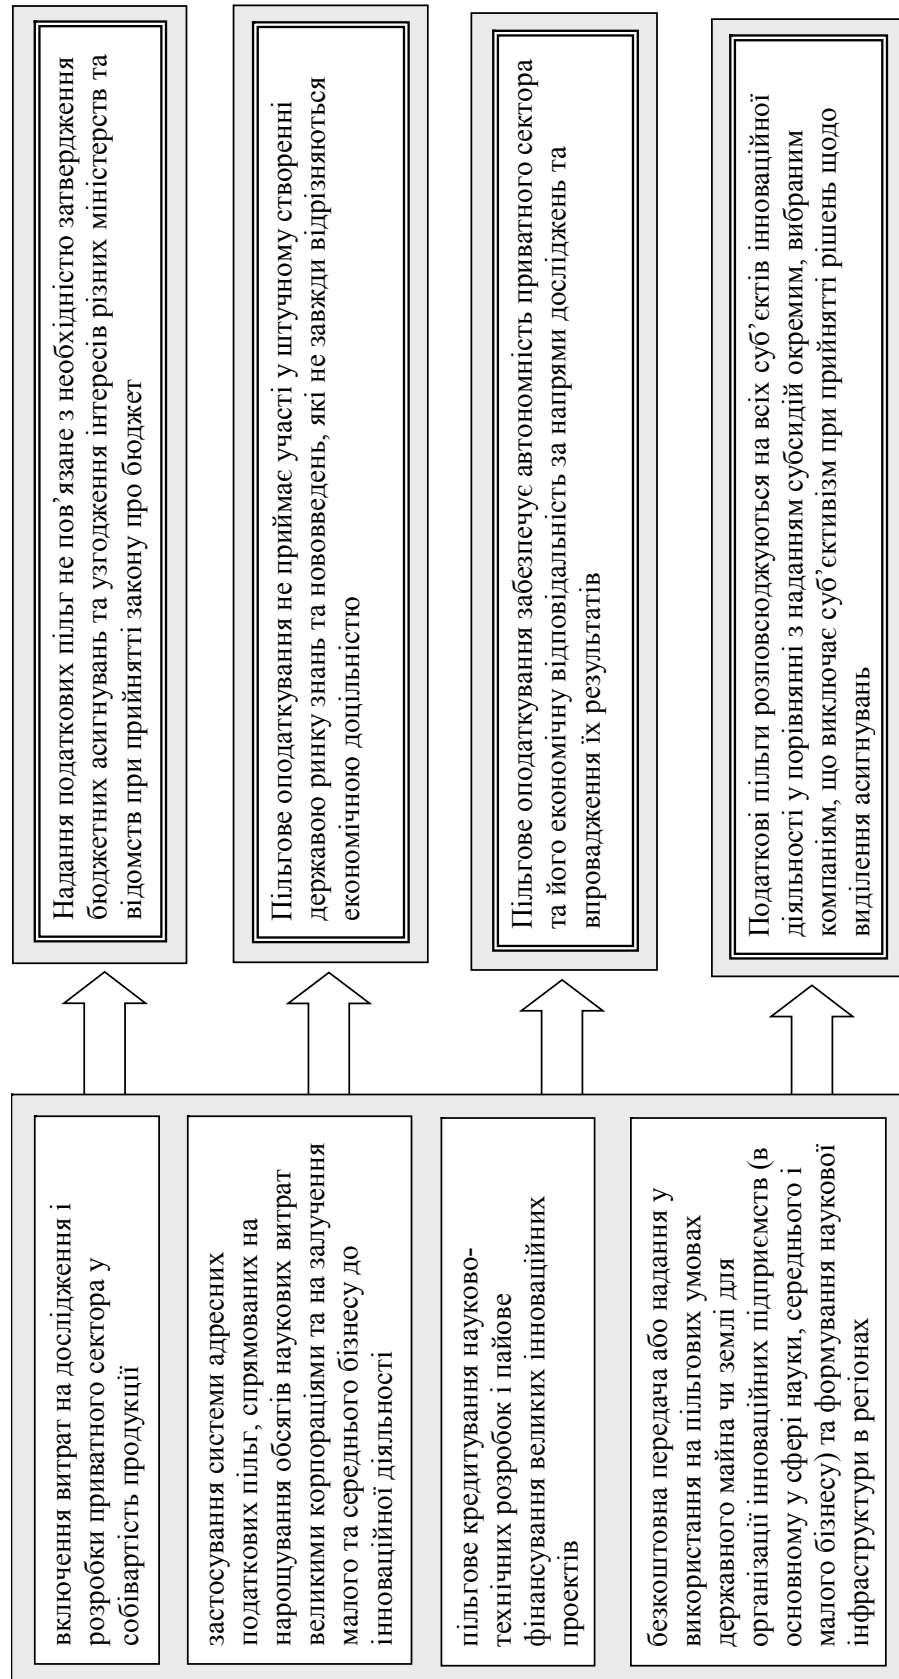 включення витрат на дослідження і
розробки приватного сектора у
собівартість продукції
застосування системи адресних
податкових пільг, спрямованих на
нарощування обсягів наукових витрат
великими корпораціями та на залучення
малого та середнього бізнесу до
інноваційної діяльності
пільгове кредитування науково-
технічних розробок і пайове
фінансування великих інноваційних
проектів
безкоштовна передача або надання у
використання на пільгових умовах
державного майна чи землі для
організації інноваційних підприємств (в
основному у сфері науки, середнього і
малого бізнесу) та формування наукової
інфраструктури в регіонах
Надання податкових пільг не пов’язане з необхідністю затвердження
бюджетних асигнувань та узгодження інтересів різних міністерств та
відомств при прийнятті закону про бюджет
Пільгове оподаткування не приймає участі у штучному створенні
державою ринку знань та нововведень, які не завжди відрізняються
економічною доцільністю
Пільгове оподаткування забезпечує автономність приватного сектора
та його економічну відповідальність за напрями досліджень та
впровадження їх результатів
Податкові пільги розповсюджуються на всіх суб’єктів інноваційної
діяльності у порівнянні з наданням субсидій окремим, вибраним
компаніям, що виключає суб’єктивізм при прийнятті рішень щодо
виділення асигнувань